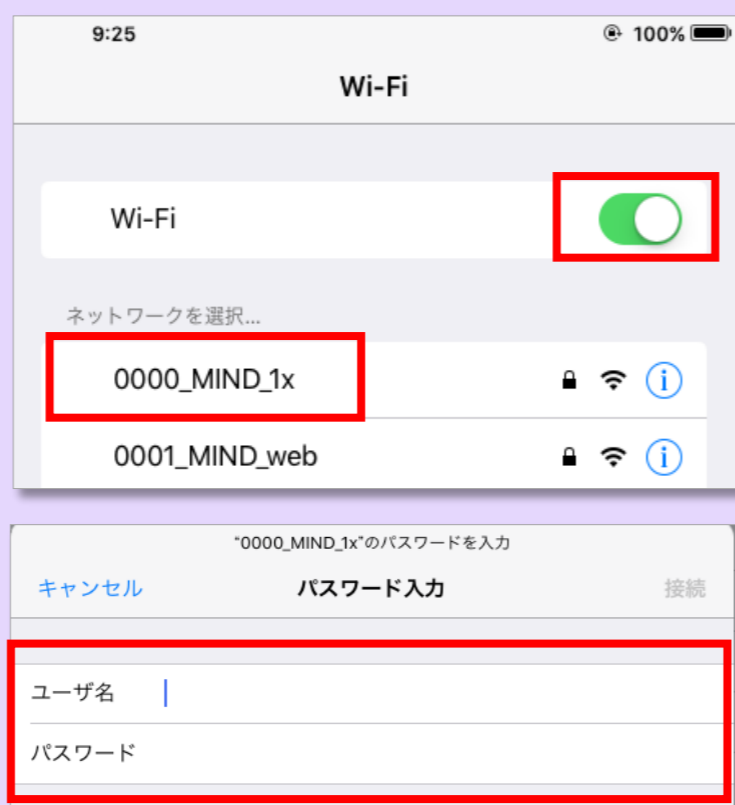 9:25 100%
Wi-Fi
Wi-Fi
ネットワークを選択...
0000_MIND_1x
0001_MIND_web
“0000_MIND_1x”のパスワードを入力
キャンセル パスワード入力 接続
ユーザ名
パスワード